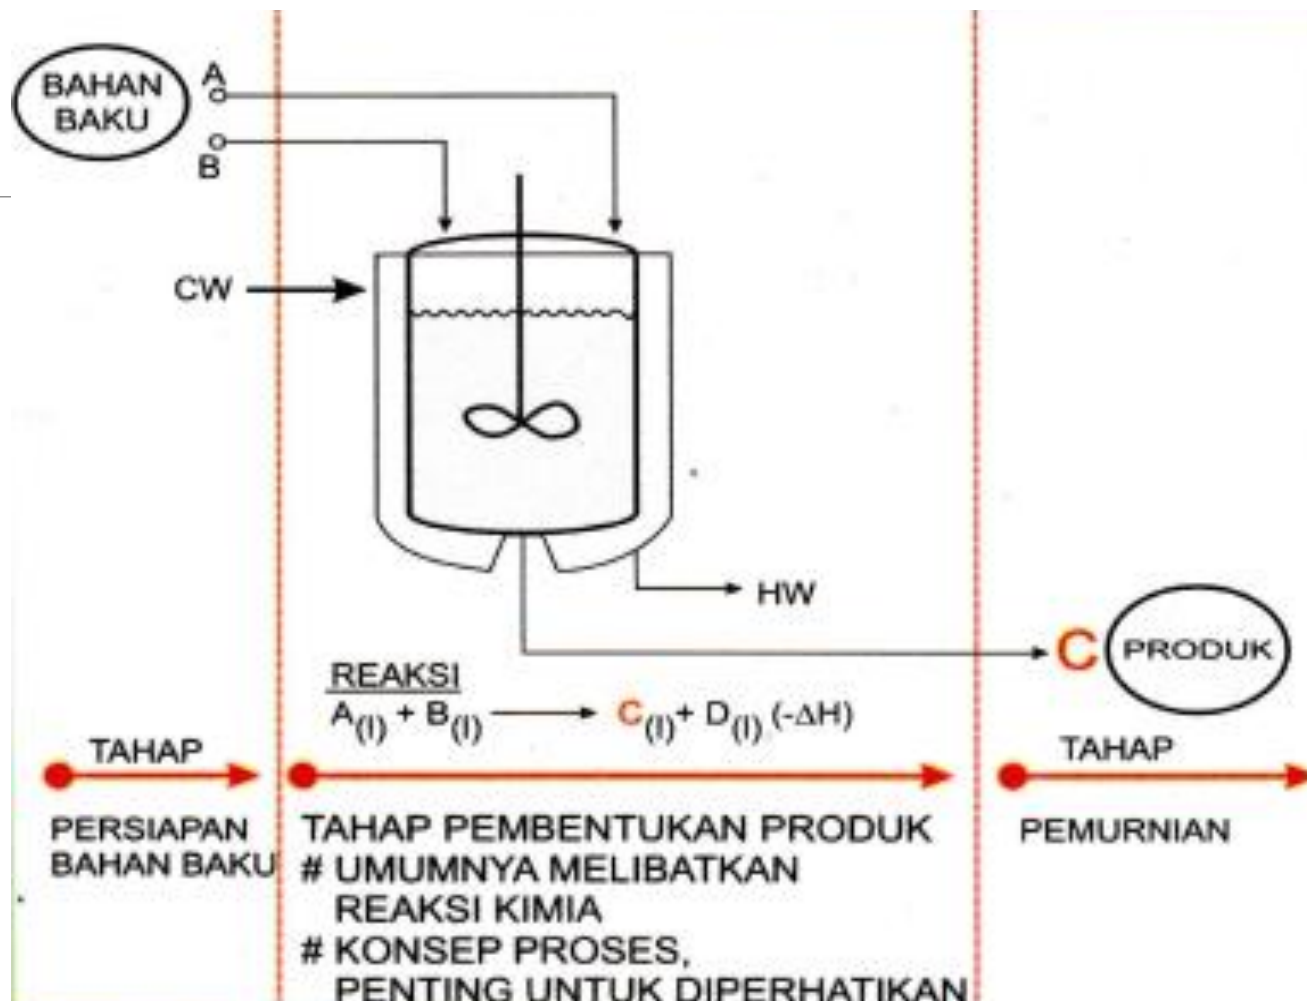 BAHAN
BAKU
A
B
CW
HW
C
PRODUK
REAKSI
A(l) + B(l) → C(l) + D(l) (-ΔH)
TAHAP
PERSIAPAN
BAHAN BAKU
TAHAP PEMBENTUKAN PRODUK
# UMUMNYA MELIBATKAN
REAKSI KIMIA
# KONSEP PROSES,
PENTING UNTUK DIPERHATIKAN
TAHAP
PEMURNIAN